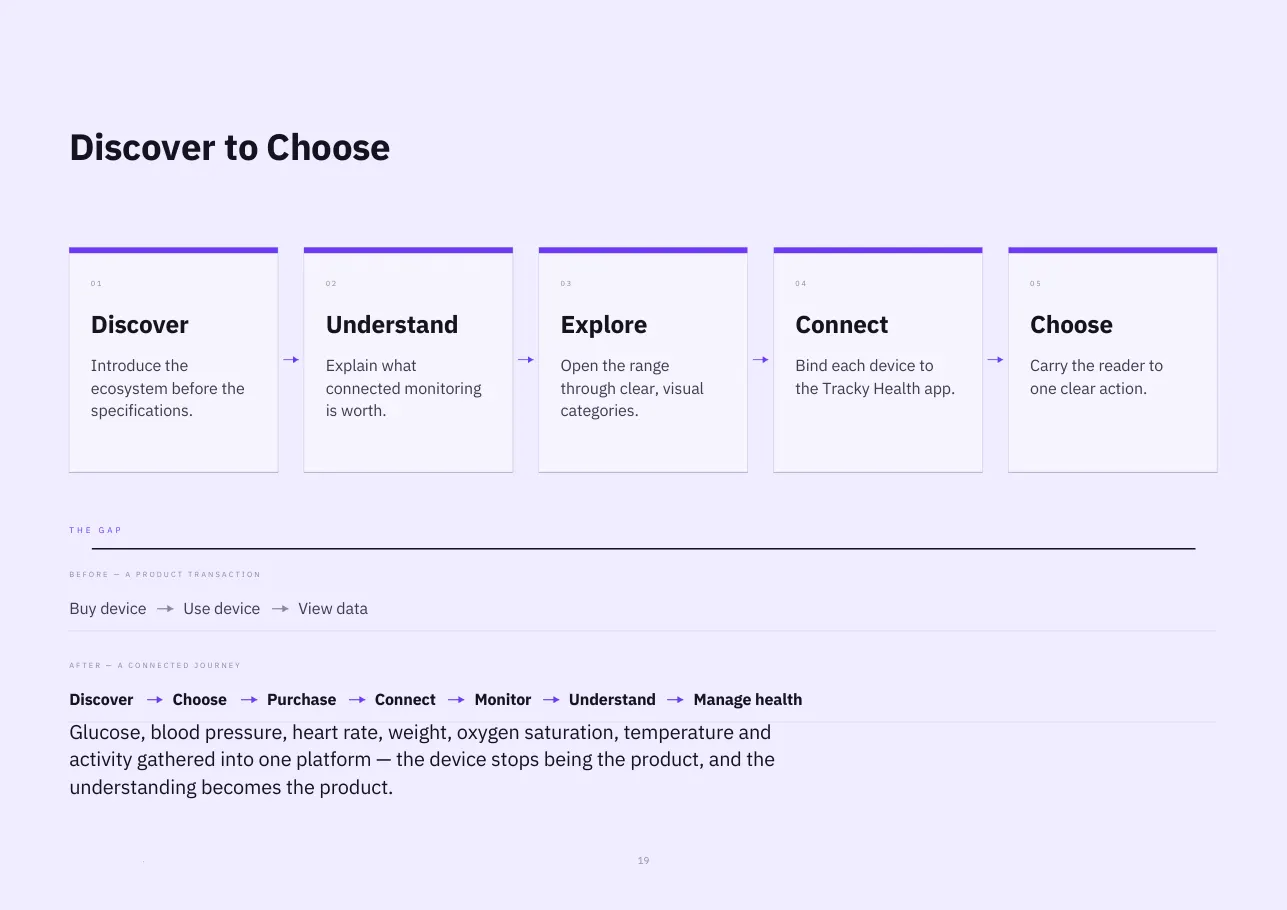 Discover to Choose
01
Discover
Introduce the
ecosystem before the
specifications.
02
Understand
Explain what
connected monitoring
is worth.
03
Explore
Open the range
through clear, visual
categories.
04
Connect
Bind each device to
the Tracky Health app.
05
Choose
Carry the reader to
one clear action.
THE GAP
BEFORE — A PRODUCT TRANSACTION
Buy device → Use device → View data
AFTER — A CONNECTED JOURNEY
Discover → Choose → Purchase → Connect → Monitor → Understand → Manage health
Glucose, blood pressure, heart rate, weight, oxygen saturation, temperature and
activity gathered into one platform — the device stops being the product, and the
understanding becomes the product.
19